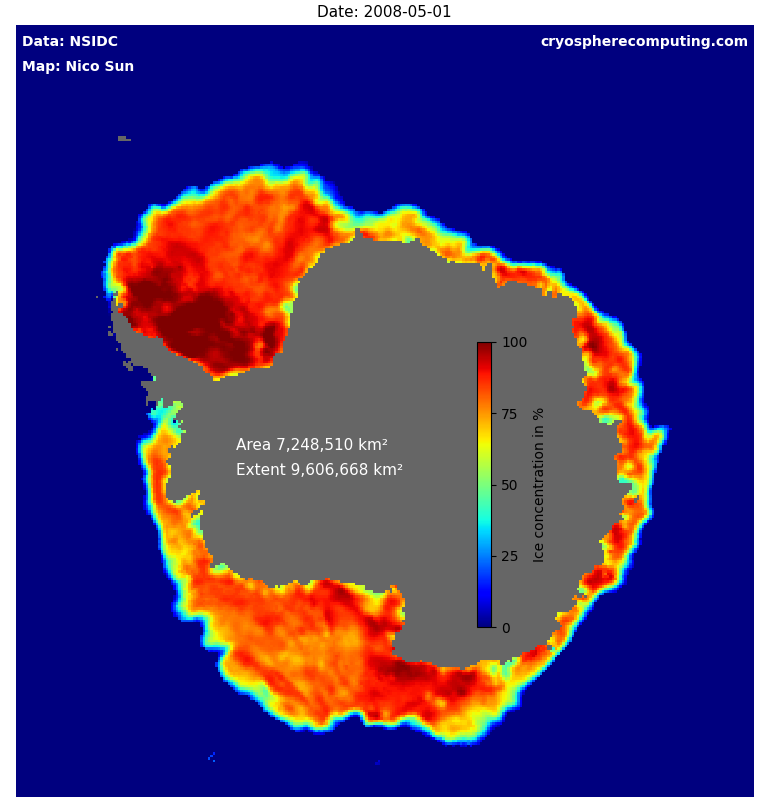 Date: 2008-05-01
Data: NSIDC
cryospherecomputing.com
Map: Nico Sun
100
75
50
25
0
Ice concentration in %
Area 7,248,510 km²
Extent 9,606,668 km²